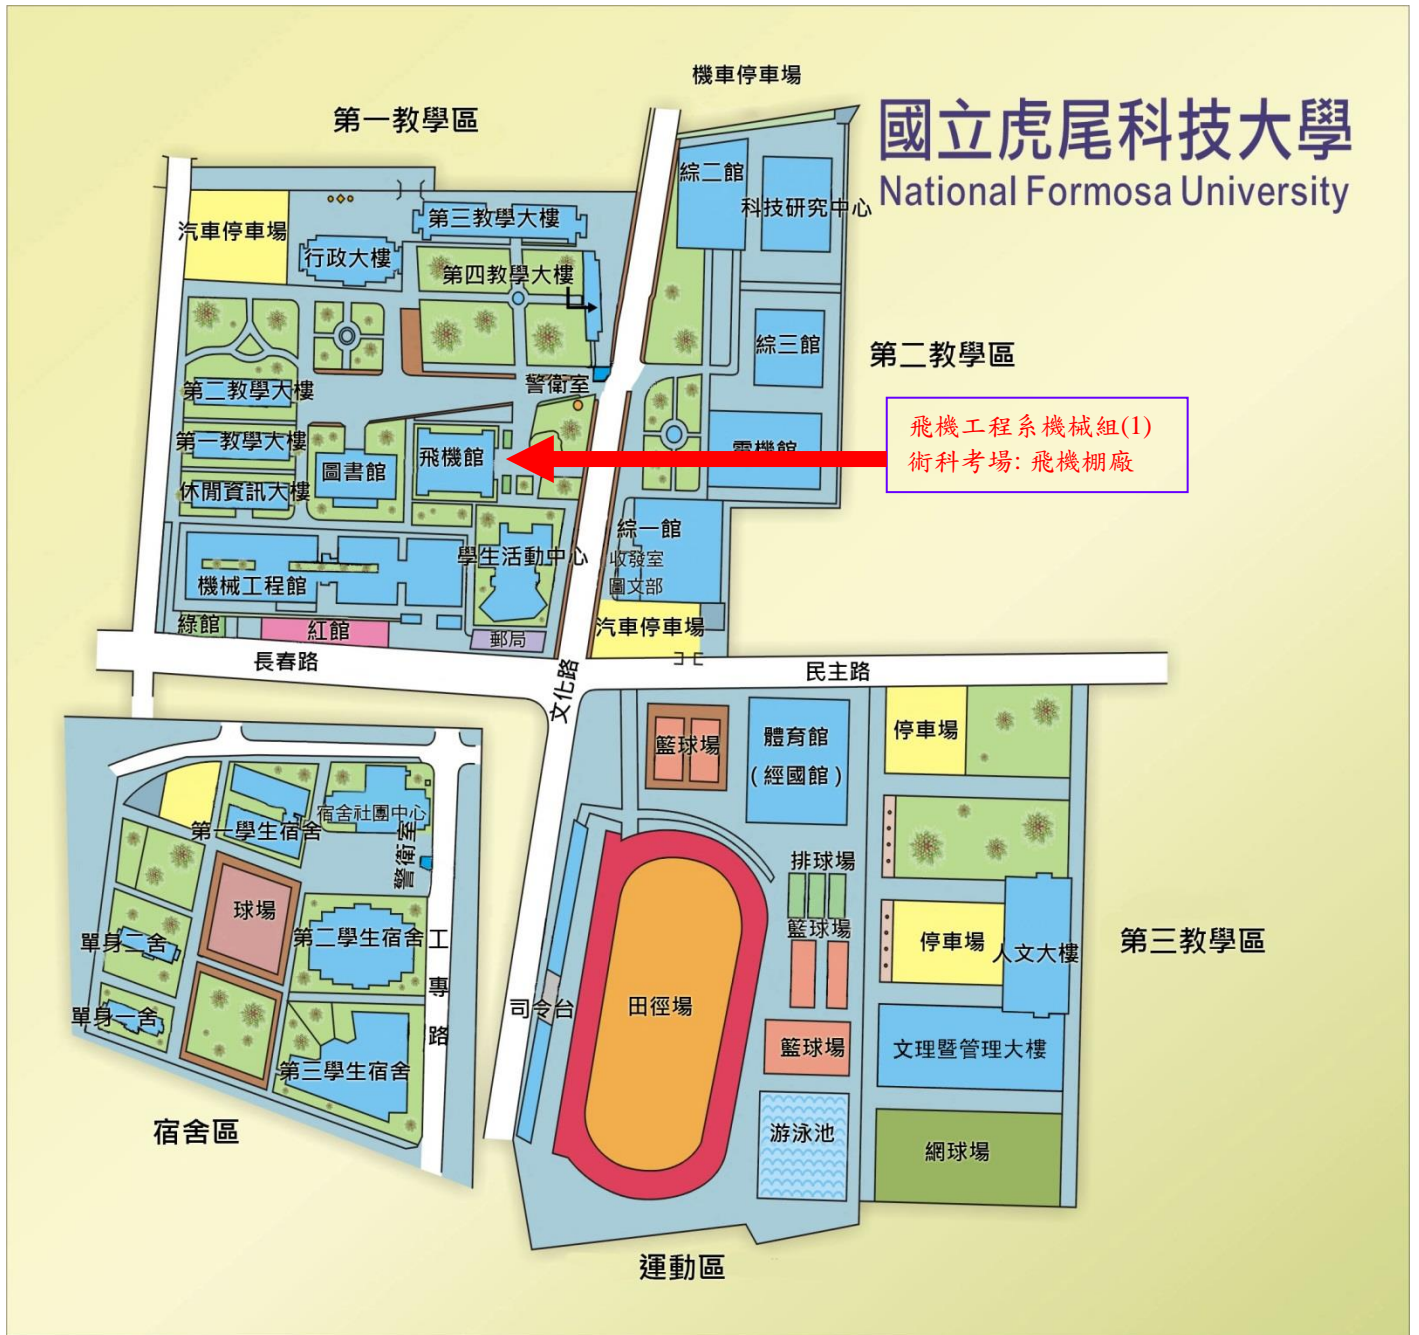 機車停車場
第一教學區
國立虎尾科技大學
National Formosa University
綜二館
科技研究中心
第三教學大樓
汽車停車場
行政大樓
第四教學大樓
綜三館
第二教學區
警衛室
第二教學大樓
飛機工程系機械組(1)
術科考場: 飛機棚廠
第一教學大樓
圖書館
飛機館
電機館
休閒資訊大樓
綜一館
收發室
圖文部
學生活動中心
機械工程館
綠館
紅館
郵局
汽車停車場
長春路
文化路
民主路
籃球場
體育館
(經國館)
停車場
宿舍社團中心
第一學生宿舍
警衛室
排球場
籃球場
球場
第二學生宿舍
工專路
單身二舍
停車場
人文大樓
第三教學區
單身一舍
司令台
田徑場
籃球場
文理暨管理大樓
第三學生宿舍
宿舍區
游泳池
網球場
運動區